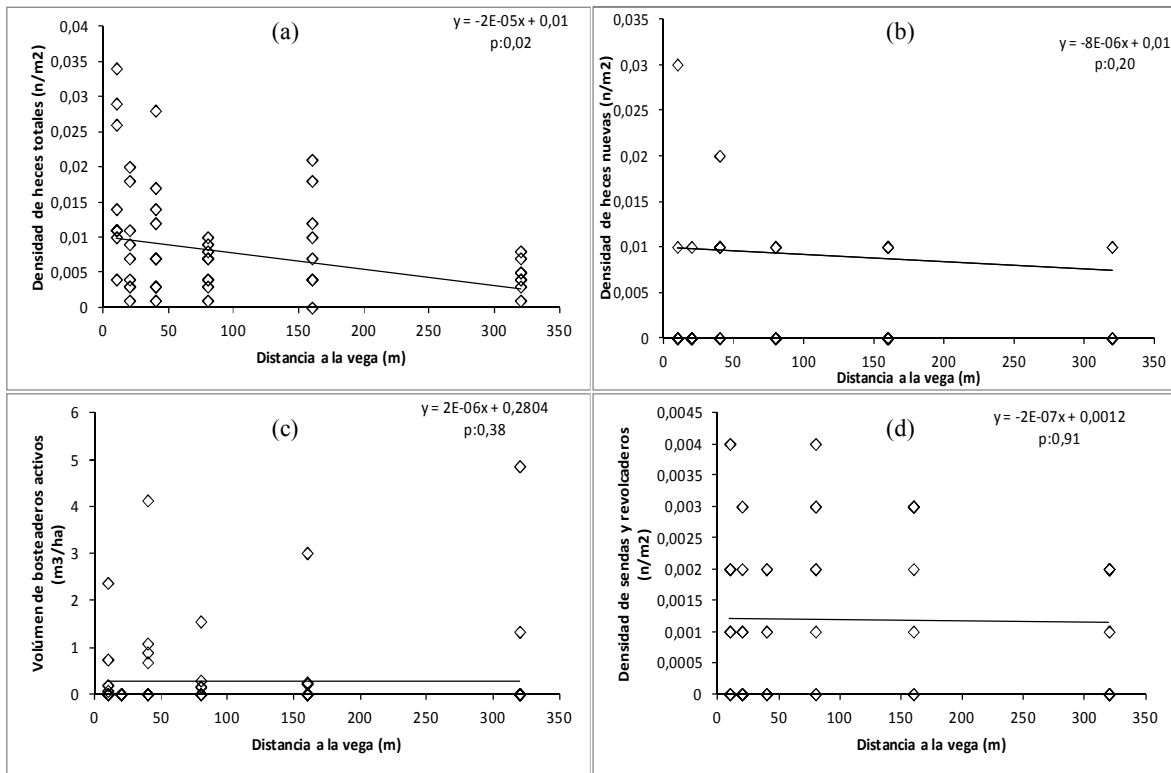 (a)
y = -2E-05x + 0,01
p:0,02
Densidad de heces totales (n/m2)
0,04
0,035
0,03
0,025
0,02
0,015
0,01
0,005
0
0 50 100 150 200 250 300 350
Distancia a la vega (m)
(b)
y = -8E-06x + 0,01
p:0,20
Densidad de heces nuevas (n/m2)
0,03
0,025
0,02
0,015
0,01
0,005
0
0 50 100 150 200 250 300 350
Distancia a la vega (m)
(c)
y = 2E-06x + 0,2804
p:0,38
Volúmen de bosteaderos activos
(m3/ha)
6
5
4
3
2
1
0
0 50 100 150 200 250 300 350
Distancia a la vega (m)
(d)
y = -2E-07x + 0,0012
p:0,91
Densidad de sendas y revolcaderos
(n/m2)
0,0045
0,004
0,0035
0,003
0,0025
0,002
0,0015
0,001
0,0005
0
0 50 100 150 200 250 300 350
Distancia a la vega (m)